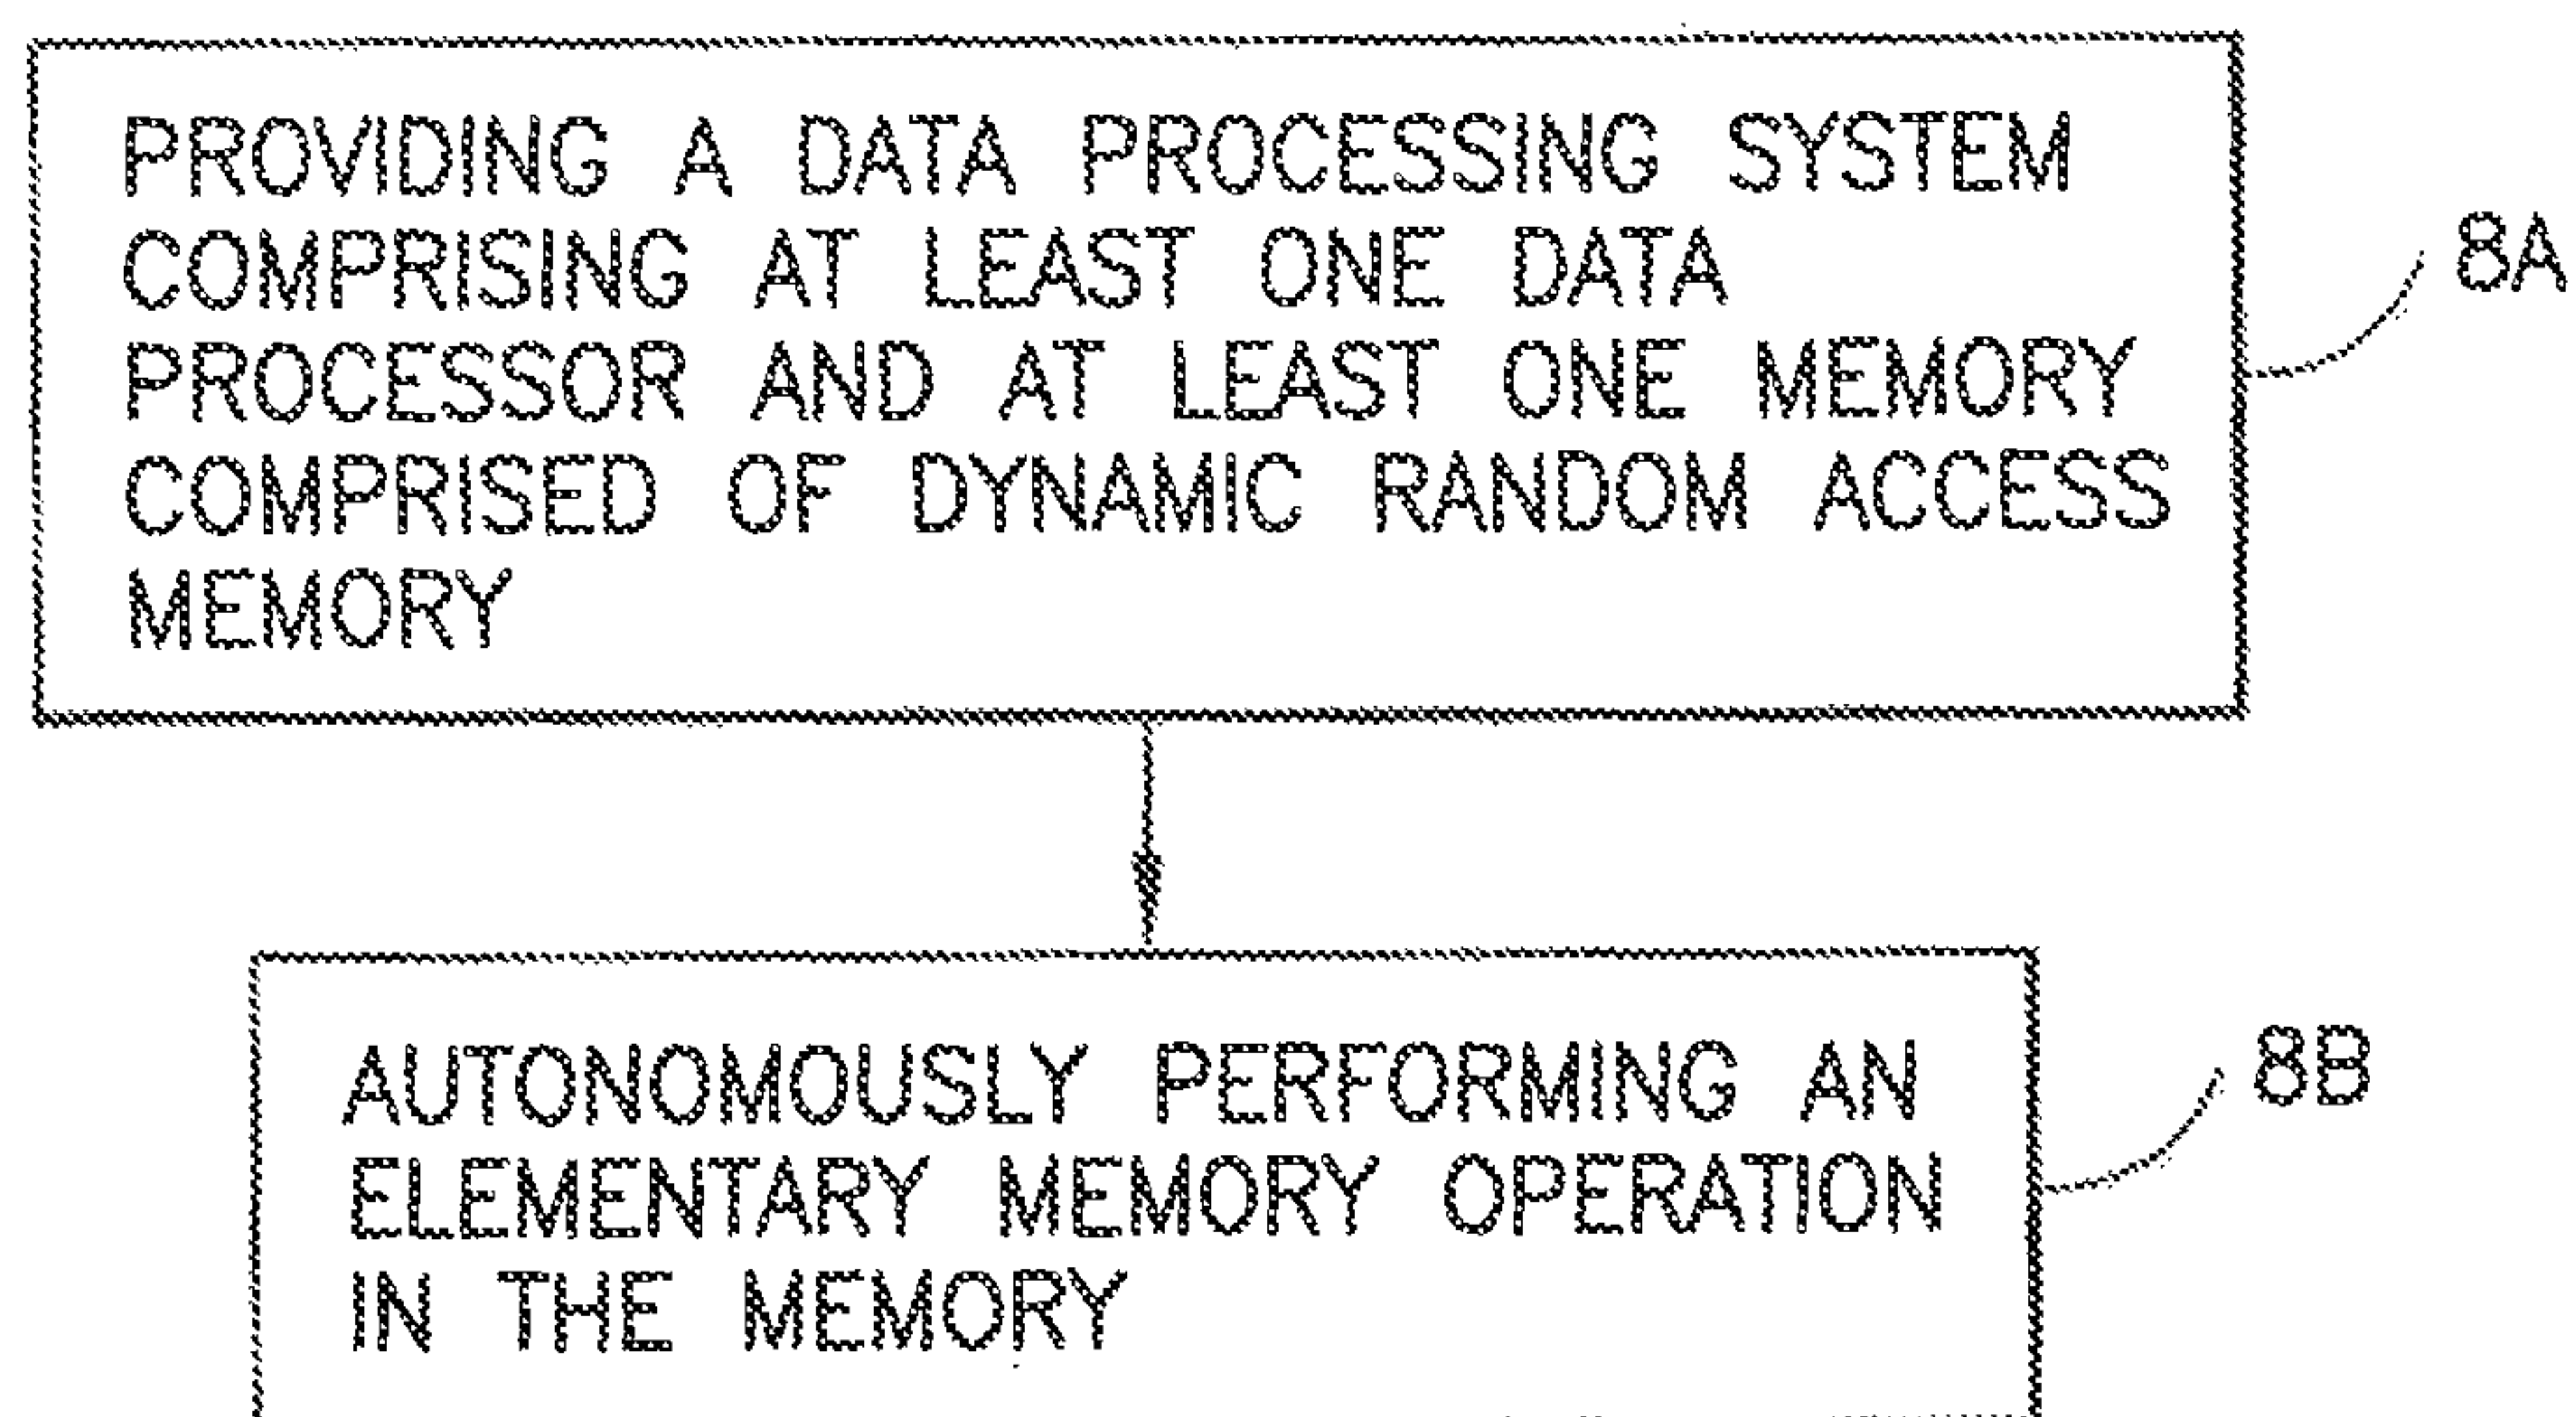 PROVIDING A DATA PROCESSING SYSTEM
COMPRISING AT LEAST ONE DATA
PROCESSOR AND AT LEAST ONE MEMORY
COMPRISED OF DYNAMIC RANDOM ACCESS
MEMORY
8A
AUTONOMOUSLY PERFORMING AN
ELEMENTARY MEMORY OPERATION
IN THE MEMORY
8B